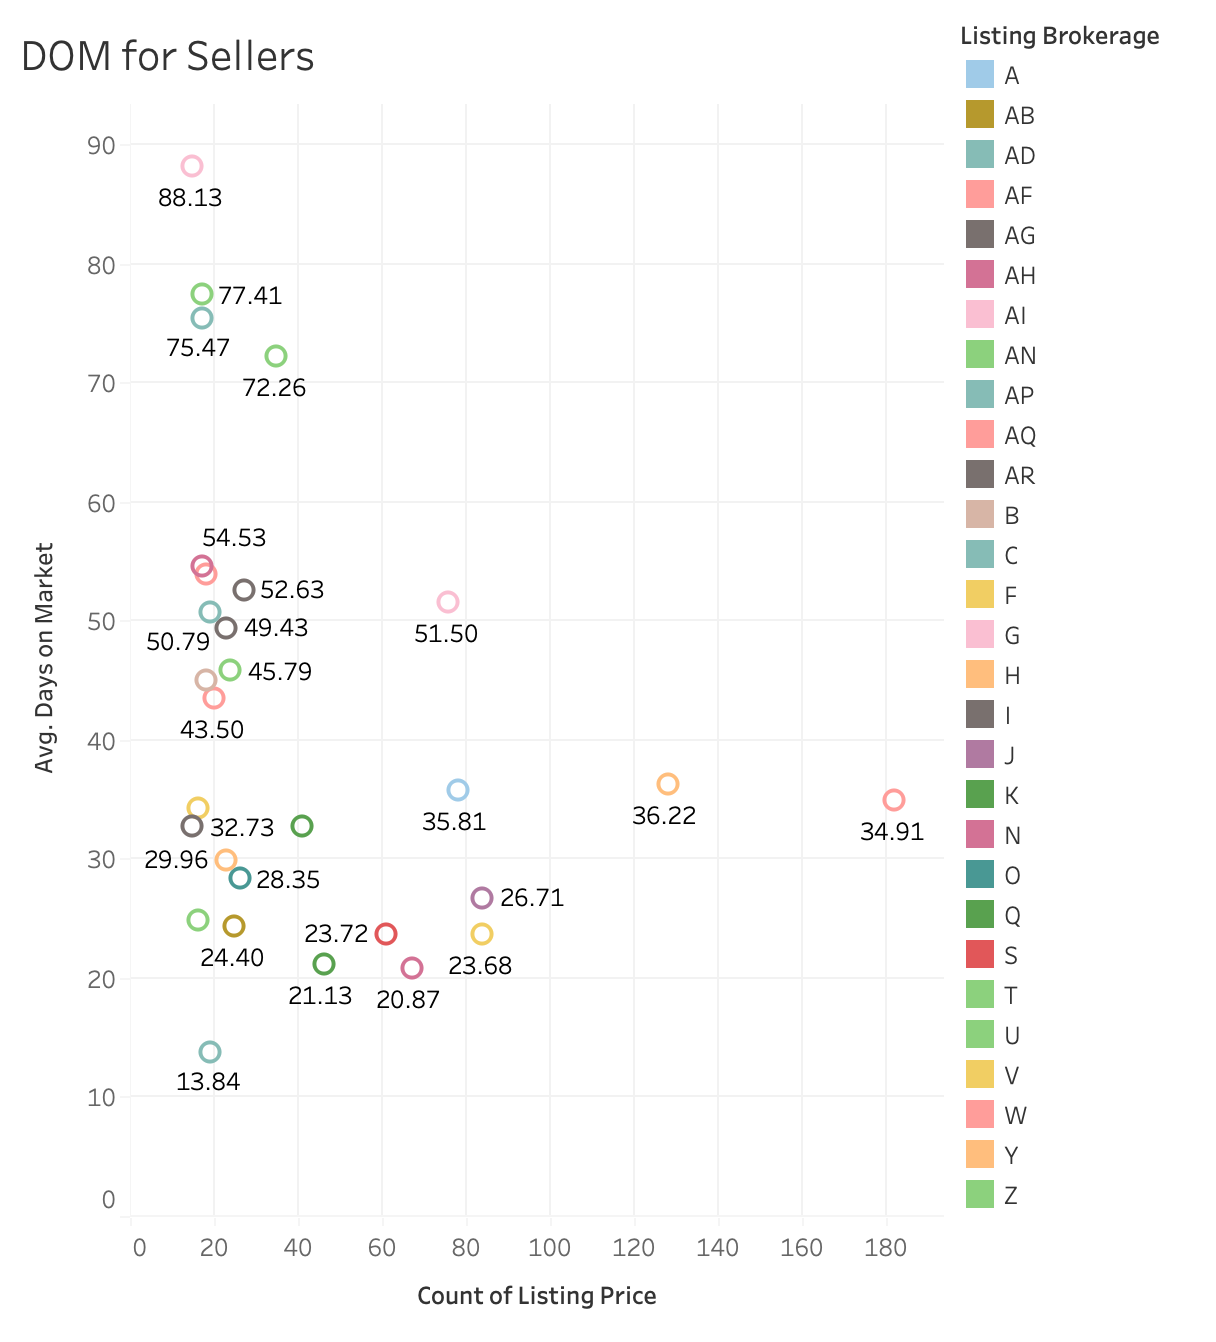 DOM for Sellers
Listing Brokerage
A
AB
AD
AF
AG
AH
AI
AN
AP
AQ
AR
B
C
F
G
H
I
J
K
N
O
Q
S
T
U
V
W
Y
Z
Avg. Days on Market
90
80
70
60
50
40
30
20
10
0
88.13
77.41
75.47
72.26
54.53
52.63
51.50
50.79
49.43
45.79
43.50
35.81
36.22
34.91
32.73
29.96
28.35
26.71
24.40
23.72
23.68
21.13
20.87
13.84
0 20 40 60 80 100 120 140 160 180
Count of Listing Price